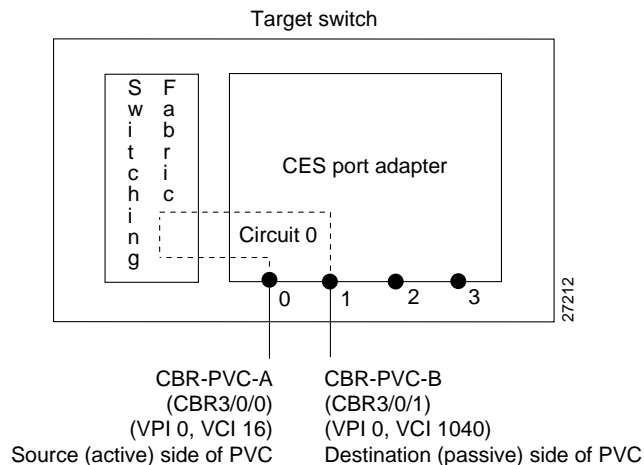 Target switch
Switching
Fabric
CES port adapter
Circuit 0
0
1
2
3
27212
CBR-PVC-A
(CBR3/0/0)
(VPI 0, VCI 16)
Source (active) side of PVC
CBR-PVC-B
(CBR3/0/1)
(VPI 0, VCI 1040)
Destination (passive) side of PVC